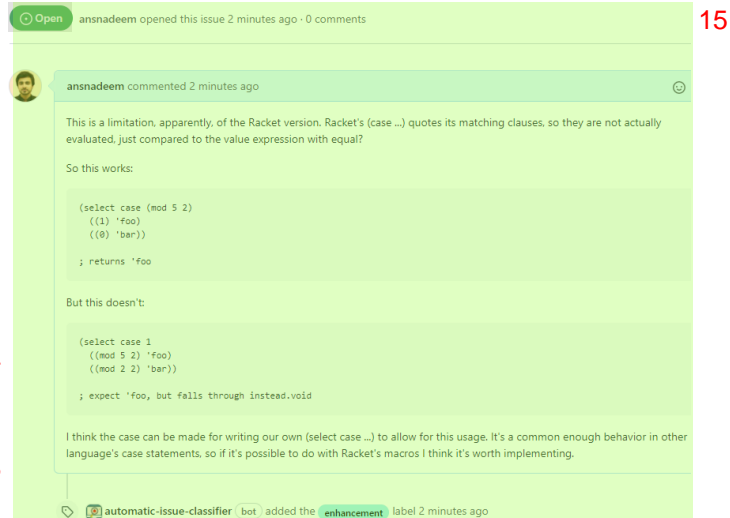 Open ansnadeem opened this issue 2 minutes ago · 0 comments
15
ansnadeem commented 2 minutes ago
This is a limitation, apparently, of the Racket version. Racket's (case ...) quotes its matching clauses, so they are not actually
evaluated, just compared to the value expression with equal?
So this works:
(select case (mod 5 2)
((1) 'foo)
((0) 'bar))
; returns 'foo
But this doesn't:
(select case 1
((mod 5 2) 'foo)
((mod 2 2) 'bar))
; expect 'foo, but falls through instead.void
I think the case can be made for writing our own (select case ...) to allow for this usage. It's a common enough behavior in other
language's case statements, so if it's possible to do with Racket's macros I think it's worth implementing.
automatic-issue-classifier bot added the enhancement label 2 minutes ago